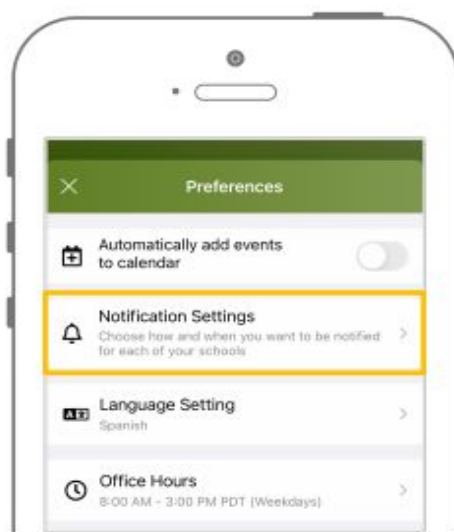 Preferences
Automatically add events
to calendar
Notification Settings
Choose how and when you want to be notified
for each of your schools
Language Setting
Spanish
Office Hours
8:00 AM - 3:00 PM PDT (Weekdays)